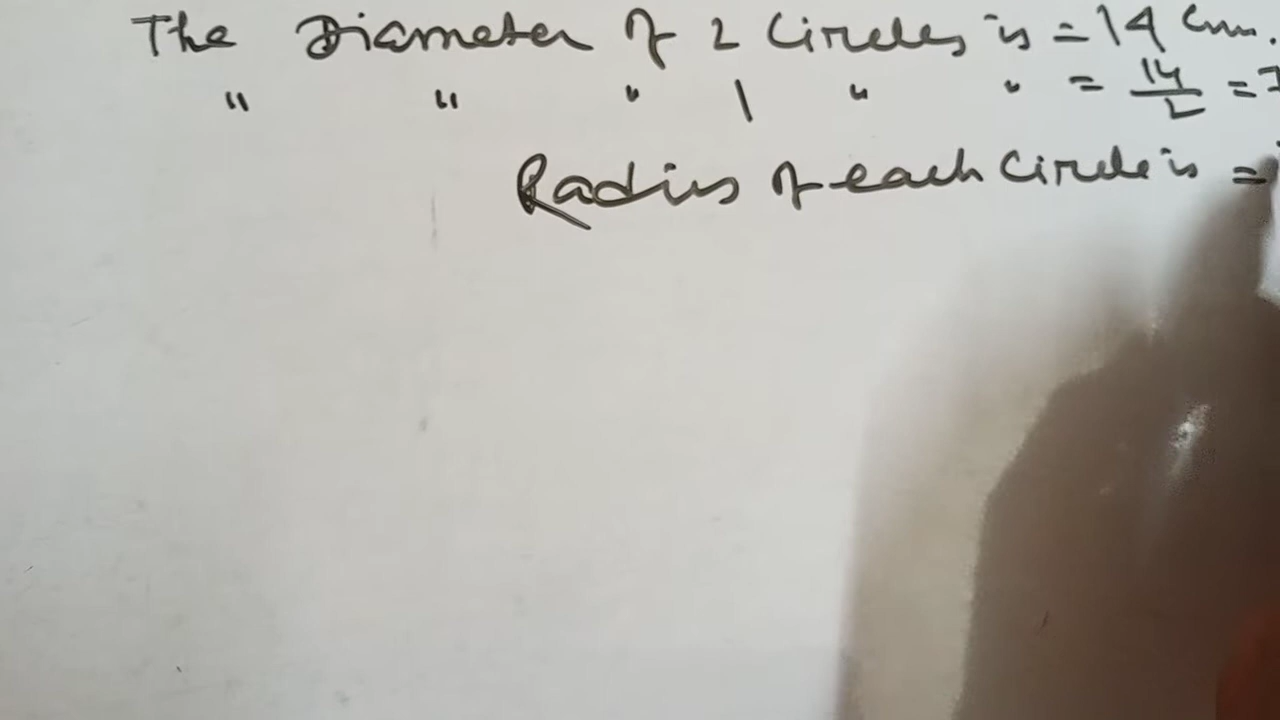 The Diameter of 2 Circles is = 14 Cm.
" " " 1 " " = 14/2 = 7
Radius of each Circle is =